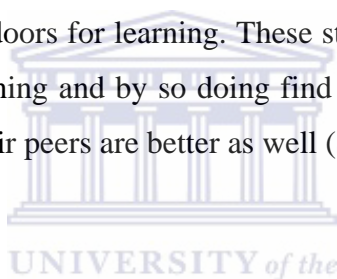 doors for learning. These st
ning and by so doing find
ir peers are better as well (
UNIVERSITY of the